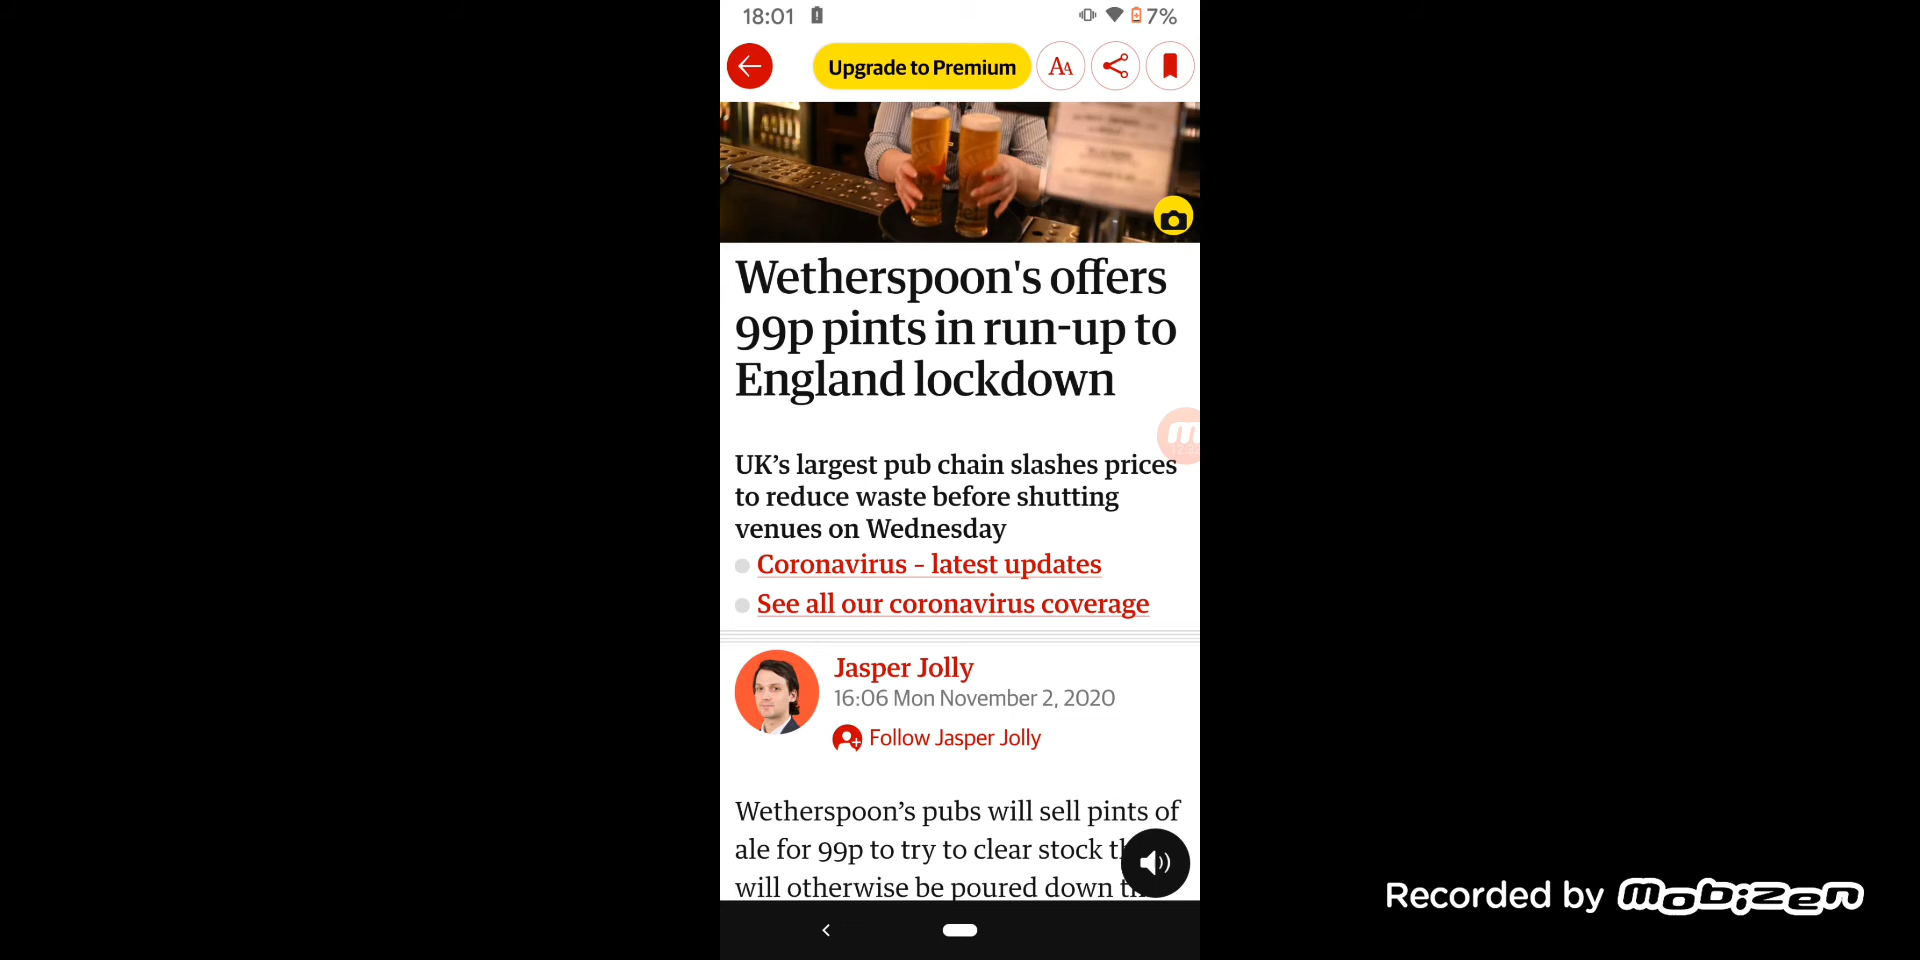 18:01
7%
Upgrade to Premium
AA
Wetherspoon's offers
99p pints in run-up to
England lockdown
UK’s largest pub chain slashes prices
to reduce waste before shutting
venues on Wednesday
Coronavirus – latest updates
See all our coronavirus coverage
Jasper Jolly
16:06 Mon November 2, 2020
Follow Jasper Jolly
Wetherspoon’s pubs will sell pints of
ale for 99p to try to clear stock
will otherwise be poured down
Recorded by mobizen